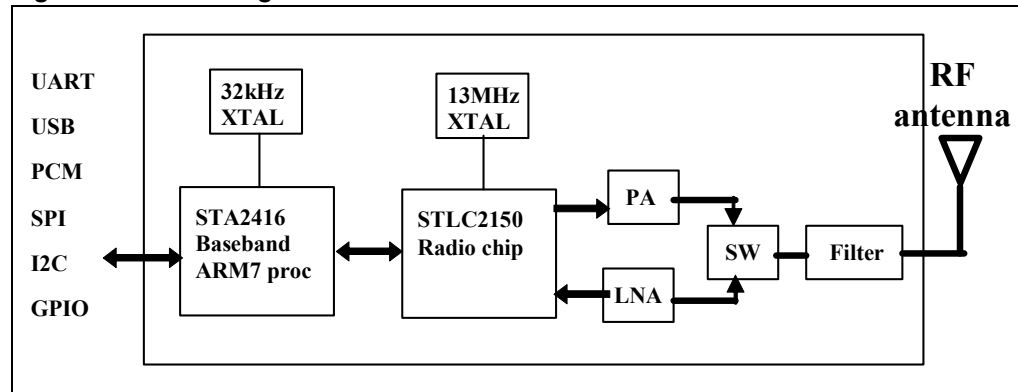 UART
USB
PCM
SPI
I2C
GPIO
32kHz
XTAL
13MHz
XTAL
STA2416
Baseband
ARM7 proc
STLC2150
Radio chip
PA
LNA
SW
Filter
RF
antenna